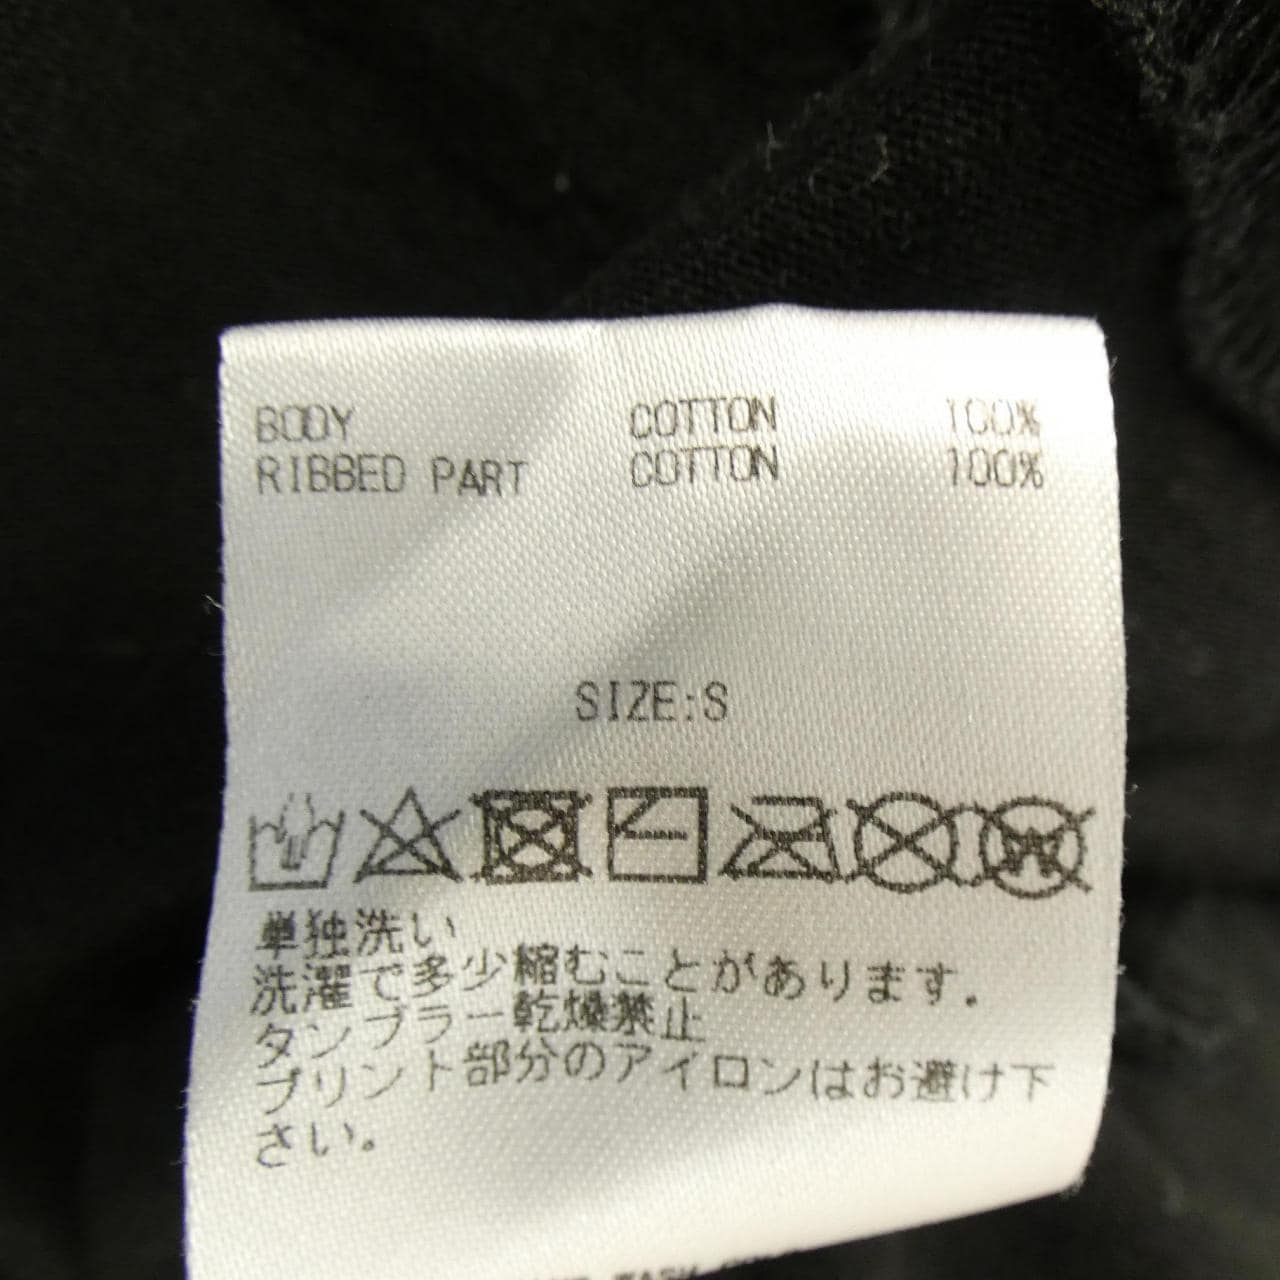 BODY COTTON 100%
RIBBED PART COTTON 100%
SIZE:S
単独洗い
洗濯で多少縮むことがあります.
タンブラー乾燥禁止
プリント部分のアイロンはお避け下
さい。